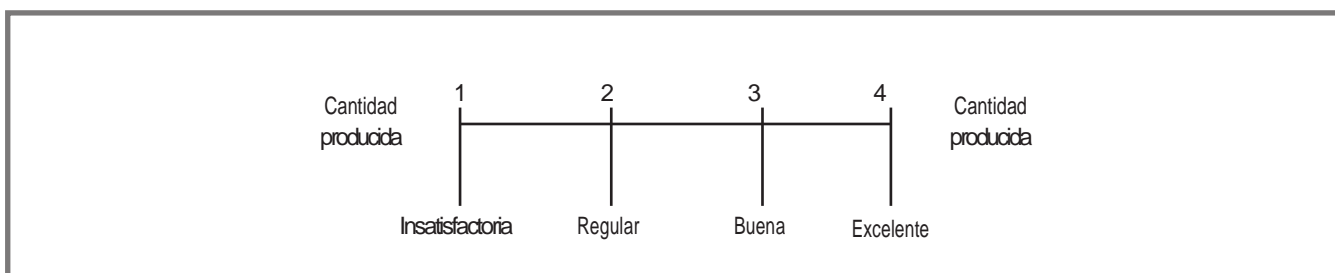 1 2 3 4
Cantidad
producida
Cantidad
producida
Insatisfactoria Regular Buena Excelente